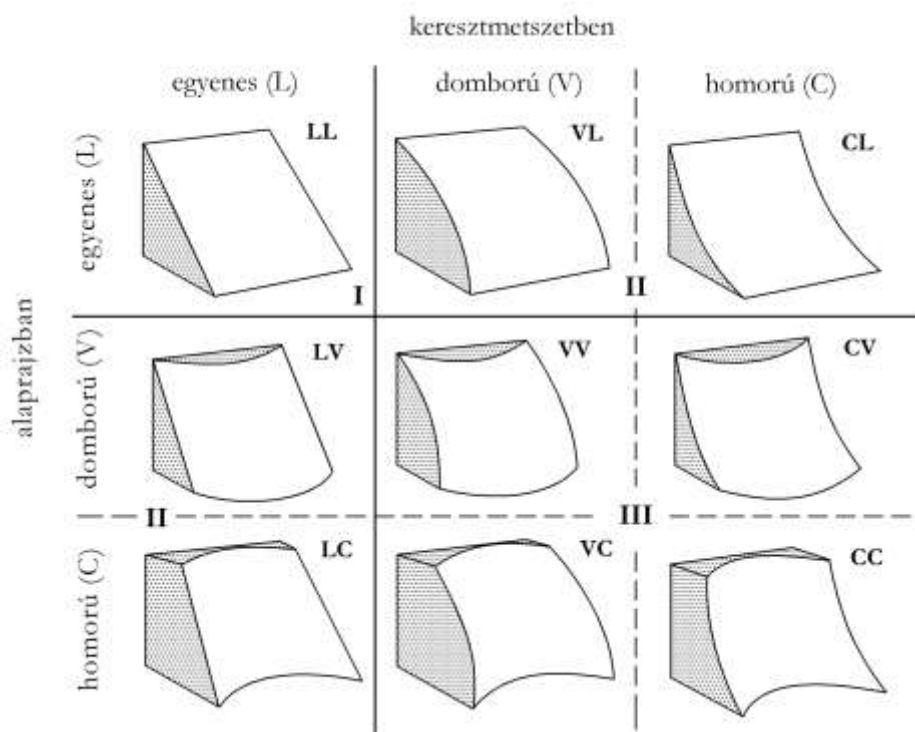 keresztmetszetben
egyenes (L) domború (V) homorú (C)
alaprajzban
egyenes (L)
LL VL CL
I II
domború (V)
LV VV CV
II III
homorú (C)
LC VC CC